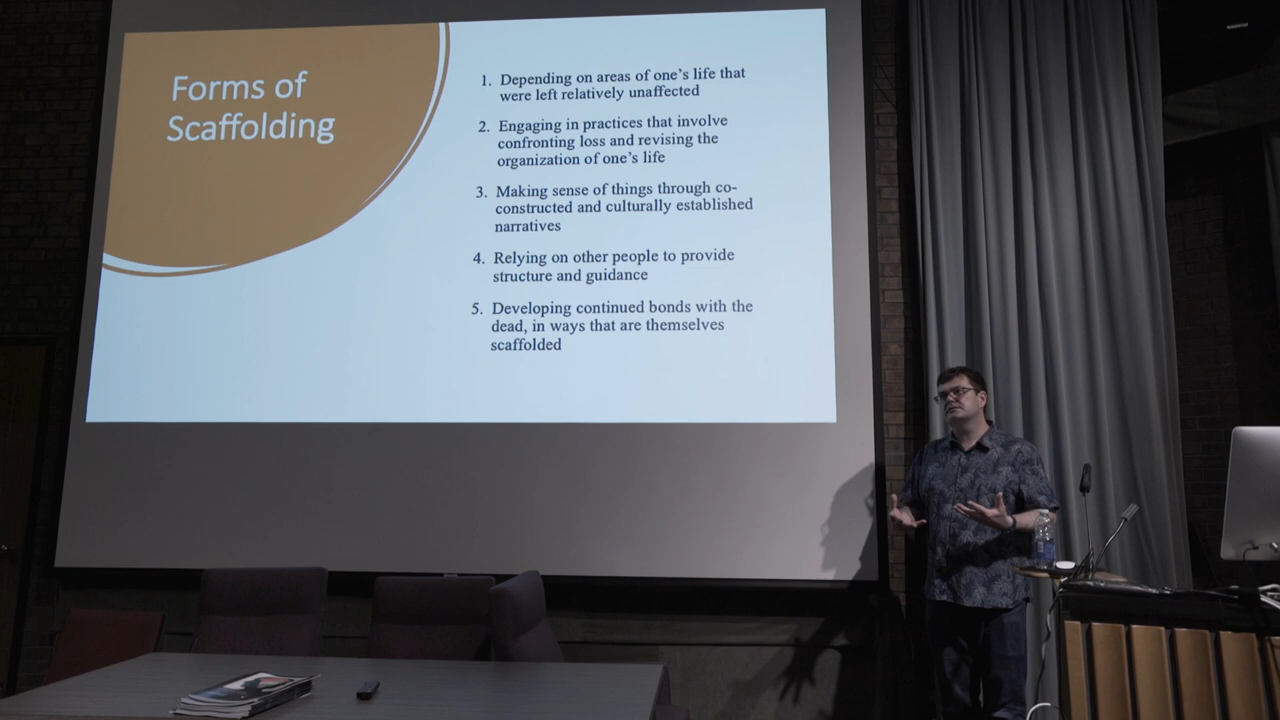 Forms of
Scaffolding
1. Depending on areas of one's life that
were left relatively unaffected
2. Engaging in practices that involve
confronting loss and revising the
organization of one's life
3. Making sense of things through co-
constructed and culturally established
narratives
4. Relying on other people to provide
structure and guidance
5. Developing continued bonds with the
dead, in ways that are themselves
scaffolded